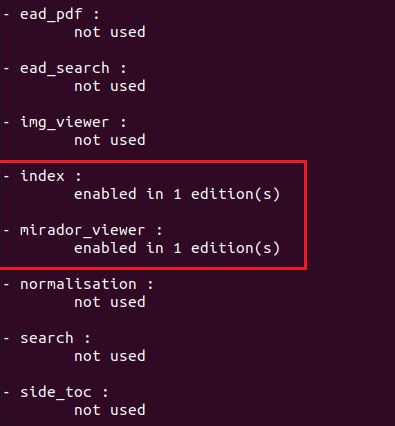 - ead_pdf :
not used
- ead_search :
not used
- img_viewer :
not used
- index :
enabled in 1 edition(s)
- mirador_viewer :
enabled in 1 edition(s)
- normalisation :
not used
- search :
not used
- side_toc :
not used